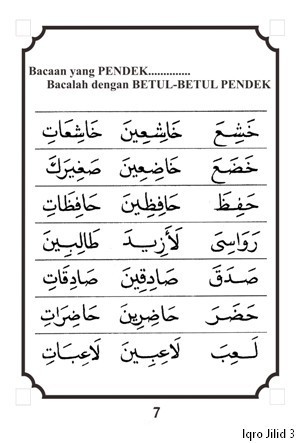 Bacaan yang PENDEK..............
Bacalah dengan BETUL-BETUL PENDEK
خَشِعَ خَاشِعِينَ خَاشِعَاتِ
خَضَعَ خَاضِعِينَ صَغِيرَكَ
حَفِظَ حَافِظِينَ حَافِظَاتِ
رَوَاسِىَ لَأَزِيدَ طَالِبِينَ
صَدَقَ صَادِقِينَ صَادِقَاتِ
حَضَرَ حَاضِرِينَ حَاضِرَاتِ
لَعِبَ لَاعِبِينَ لَاعِبَاتِ
7
Iqro Jilid 3